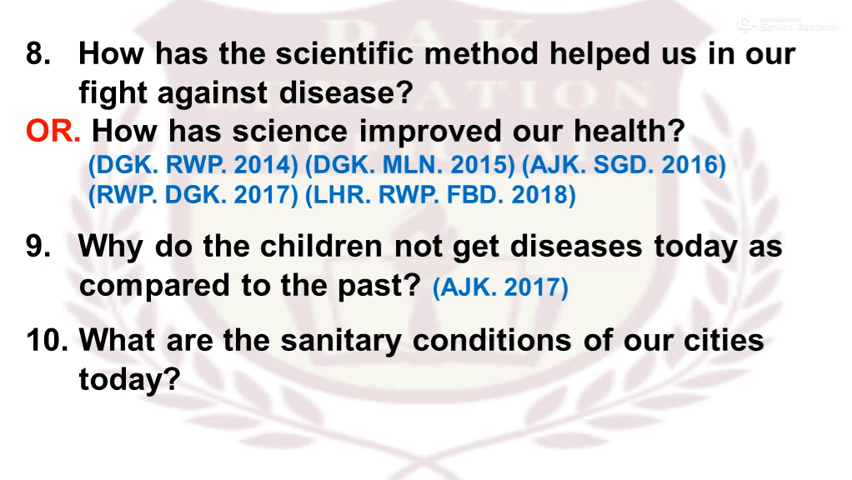 8. How has the scientific method helped us in our
fight against disease?
OR. How has science improved our health?
(DGK. RWP. 2014) (DGK. MLN. 2015) (AJK. SGD. 2016)
(RWP. DGK. 2017) (LHR. RWP. FBD. 2018)
9. Why do the children not get diseases today as
compared to the past? (AJK. 2017)
10. What are the sanitary conditions of our cities
today?